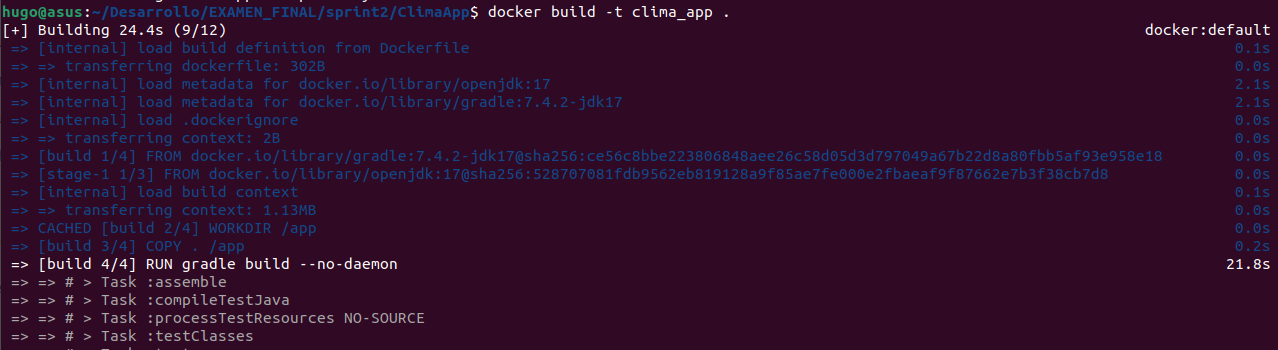 hugo@asus:~/Desarrollo/EXAMEN_FINAL/sprint2/ClimaApp$ docker build -t clima_app .
[+] Building 24.4s (9/12) docker:default
=> [internal] load build definition from Dockerfile 0.1s
=> => transferring dockerfile: 302B 0.0s
=> [internal] load metadata for docker.io/library/openjdk:17 2.1s
=> [internal] load metadata for docker.io/library/gradle:7.4.2-jdk17 2.1s
=> [internal] load .dockerignore 0.0s
=> => transferring context: 2B 0.0s
=> [build 1/4] FROM docker.io/library/gradle:7.4.2-jdk17@sha256:ce56c8bbe223806848aee26c58d05d3d797049a67b22d8a80fbb5af93e958e18 0.0s
=> [stage-1 1/3] FROM docker.io/library/openjdk:17@sha256:528707081fdb9562eb819128a9f85ae7fe000e2fbaeaf9f87662e7b3f38cb7d8 0.0s
=> [internal] load build context 0.1s
=> => transferring context: 1.13MB 0.0s
=> CACHED [build 2/4] WORKDIR /app 0.0s
=> [build 3/4] COPY . /app 0.2s
=> [build 4/4] RUN gradle build --no-daemon 21.8s
=> => # > Task :assemble
=> => # > Task :compileTestJava
=> => # > Task :processTestResources NO-SOURCE
=> => # > Task :testClasses